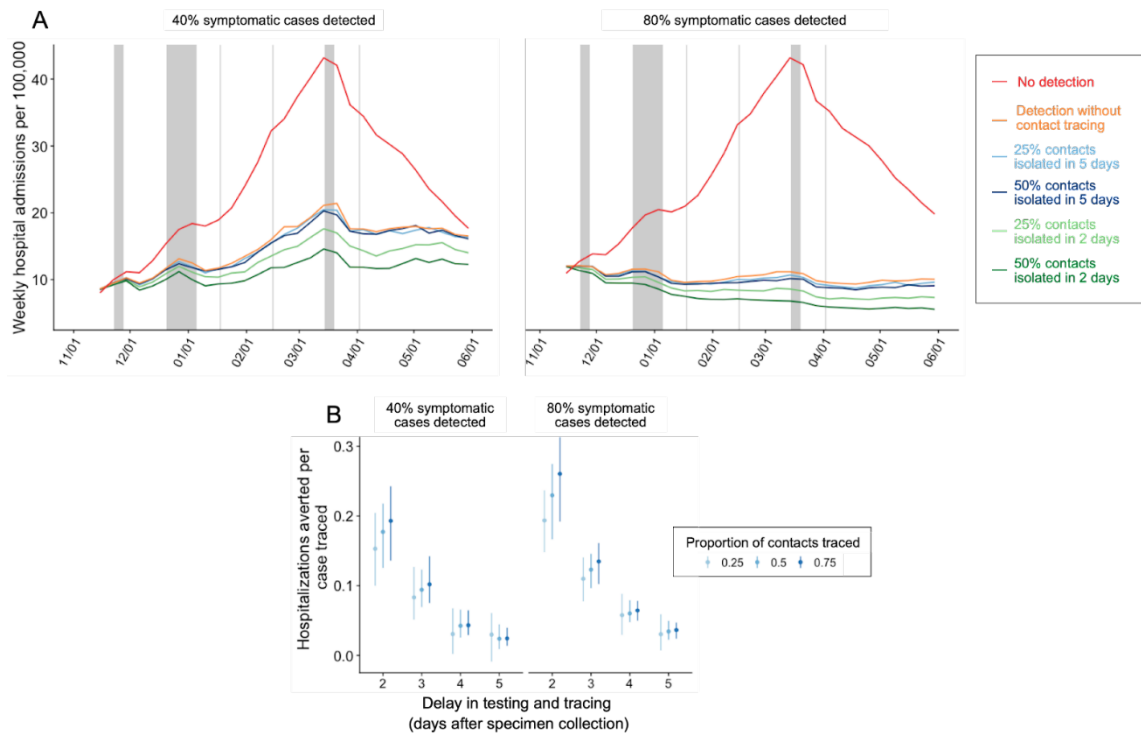 A
40% symptomatic cases detected
80% symptomatic cases detected
Weekly hospital admissions per 100,000
40
30
20
10
11/01
12/01
01/01
02/01
03/01
04/01
05/01
06/01
11/01
12/01
01/01
02/01
03/01
04/01
05/01
06/01
No detection
Detection without
contact tracing
25% contacts
isolated in 5 days
50% contacts
isolated in 5 days
25% contacts
isolated in 2 days
50% contacts
isolated in 2 days
B
40% symptomatic
cases detected
80% symptomatic
cases detected
Hospitalizations averted per
case traced
0.3
0.2
0.1
0.0
2
3
4
5
2
3
4
5
Delay in testing and tracing
(days after specimen collection)
Proportion of contacts traced
0.25
0.5
0.75